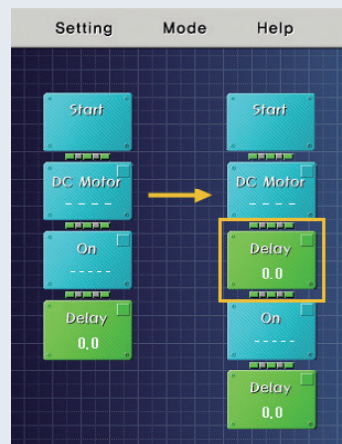 Setting Mode Help
Start
DC Motor
- - - -
On
- - - - -
Delay
0.0
Start
DC Motor
- - - -
Delay
0.0
On
- - - - -
Delay
0.0